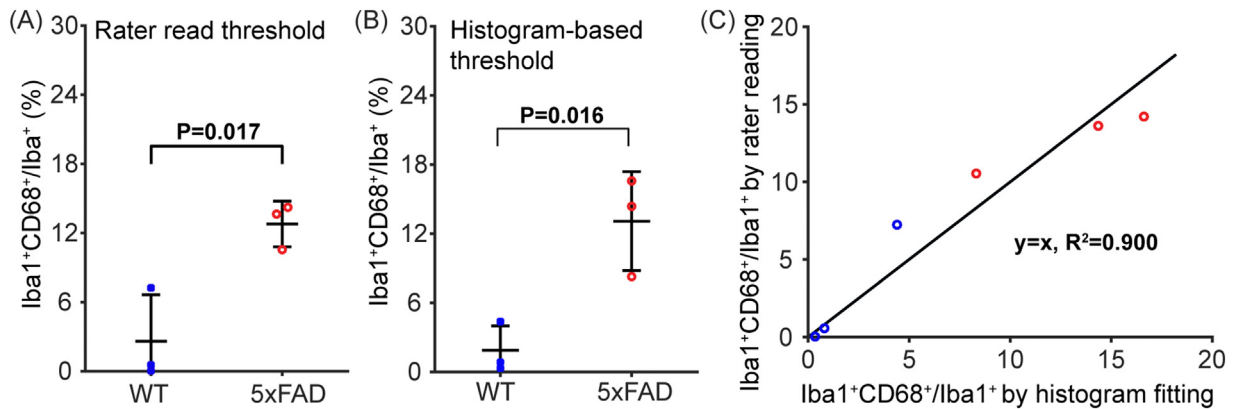 (A)
Rater read threshold
Iba1⁺CD68⁺/Iba⁺ (%)
30
24
18
12
6
0
P=0.017
WT
5xFAD
(B)
Histogram-based
threshold
Iba1⁺CD68⁺/Iba1⁺ (%)
30
24
18
12
6
0
P=0.016
WT
5xFAD
(C)
Iba1⁺CD68⁺/Iba1⁺ by rater reading
20
15
10
5
0
y=x, R²=0.900
0
5
10
15
20
Iba1⁺CD68⁺/Iba1⁺ by histogram fitting